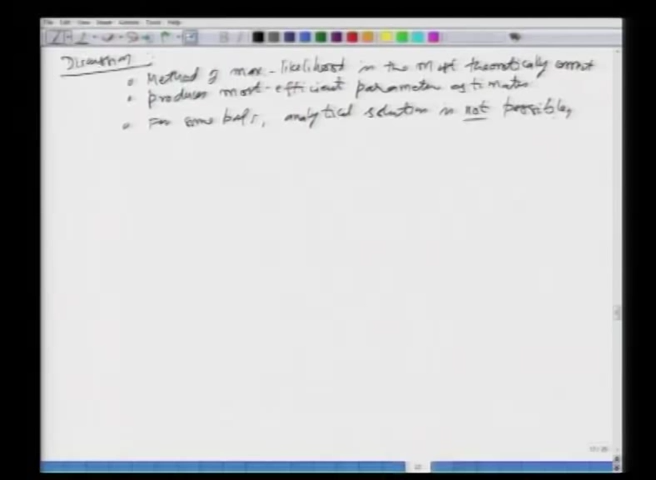 Discussion :
Method of max-likelihood is the most theoretically correct
produces most-efficient parameter estimates
For some pdfs, analytical solution is not possible,